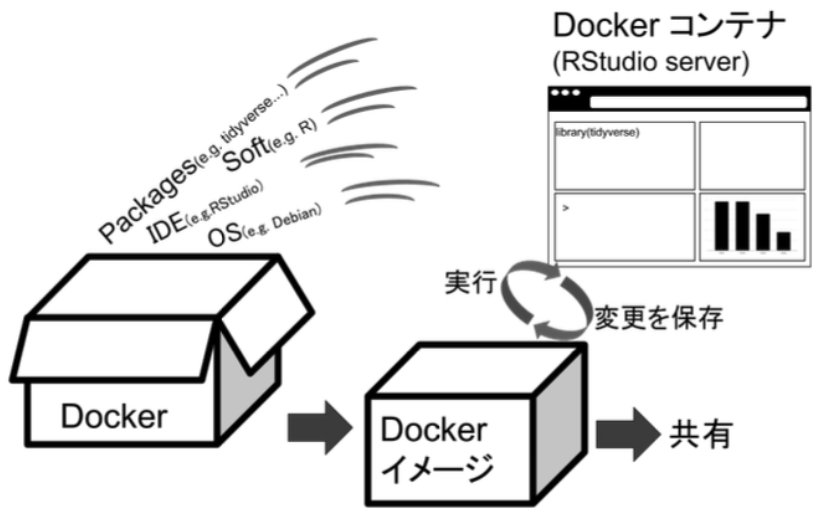 Docker コンテナ
(RStudio server)
library(tidyverse)
>
Packages(e.g. tidyverse...)
Soft(e.g. R)
IDE(e.g.RStudio)
OS(e.g. Debian)
実行
変更を保存
Docker
Docker
イメージ
共有